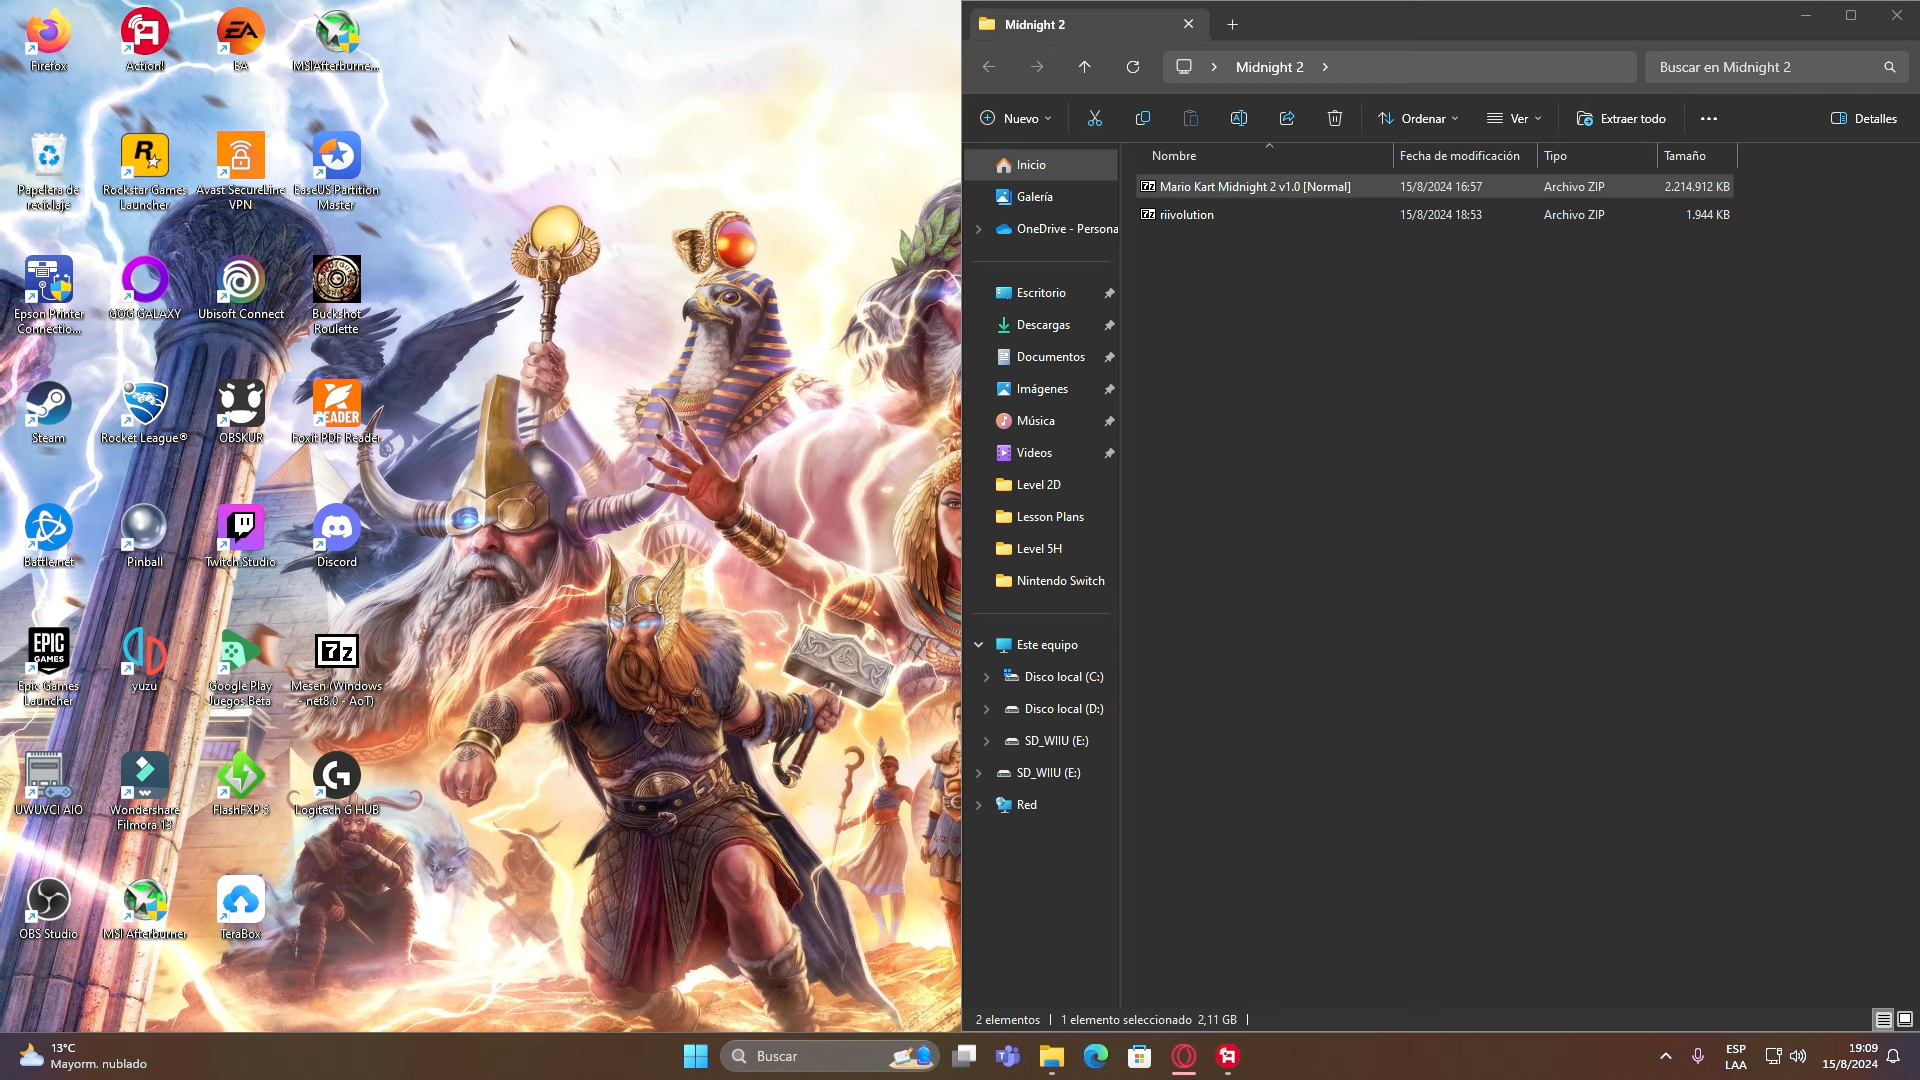 Firefox
Action!
EA
MSIAfterburne...
Papelera de
reciclaje
Rockstar Games
Launcher
Avast SecureLine
VPN
EaseUS Partition
Master
Epson Printer
Connectio...
GOG GALAXY
Ubisoft Connect
Buckshot
Roulette
Steam
Rocket League®
OBSKUR
READER
Foxit PDF Reader
Battle.net
Pinball
Twitch Studio
Discord
EPIC
GAMES
Epic Games
Launcher
yuzu
Google Play
Juegos Beta
7z
Mesen (Windows
- net8.0 - AoT)
UWUVCI AIO
Wondershare
Filmora 13
FlashFXP 5
Logitech G HUB
OBS Studio
MSI Afterburner
TeraBox
Midnight 2
Midnight 2
Buscar en Midnight 2
Nuevo
Ordenar
Ver
Extraer todo
Detalles
Nombre
Fecha de modificación
Tipo
Tamaño
Mario Kart Midnight 2 v1.0 [Normal]
15/8/2024 16:57
Archivo ZIP
2.214.912 KB
riivolution
15/8/2024 18:53
Archivo ZIP
1.944 KB
Inicio
Galería
OneDrive - Persona
Escritorio
Descargas
Documentos
Imágenes
Música
Videos
Level 2D
Lesson Plans
Level 5H
Nintendo Switch
Este equipo
Disco local (C:)
Disco local (D:)
SD_WIIU (E:)
SD_WIIU (E:)
Red
2 elementos
1 elemento seleccionado 2,11 GB
13°C
Mayorm. nublado
Buscar
ESP
LAA
19:09
15/8/2024